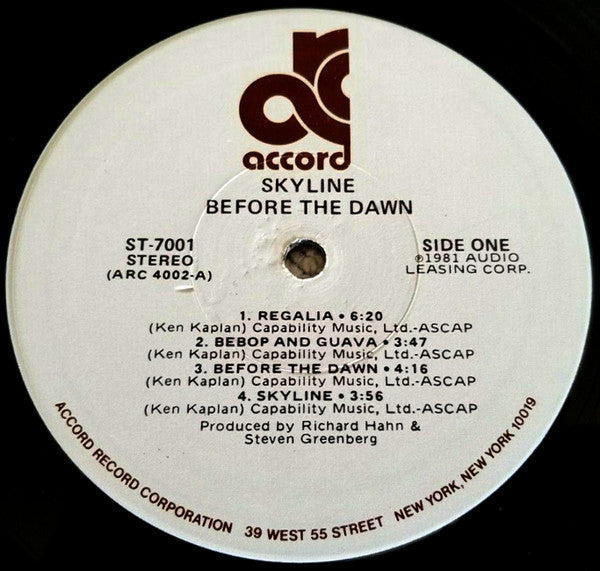 accord
SKYLINE
BEFORE THE DAWN
ST-7001
STEREO
(ARC 4002-A)
SIDE ONE
℗1981 AUDIO
LEASING CORP.
1. REGALIA • 6:20
(Ken Kaplan) Capability Music, Ltd.-ASCAP
2. BEBOP AND GUAVA • 3:47
(Ken Kaplan) Capability Music, Ltd.-ASCAP
3. BEFORE THE DAWN • 4:16
(Ken Kaplan) Capability Music, Ltd.-ASCAP
4. SKYLINE • 3:56
(Ken Kaplan) Capability Music, Ltd.-ASCAP
Produced by Richard Hahn &
Steven Greenberg
ACCORD RECORD CORPORATION 39 WEST 55 STREET NEW YORK, NEW YORK 10019